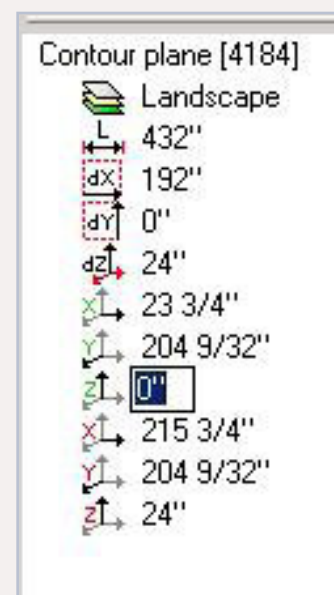 Contour plane [4184]
Landscape
L 432"
dX 192"
dY 0"
dZ 24"
X 23 3/4"
Y 204 9/32"
Z 0"
X 215 3/4"
Y 204 9/32"
Z 24"